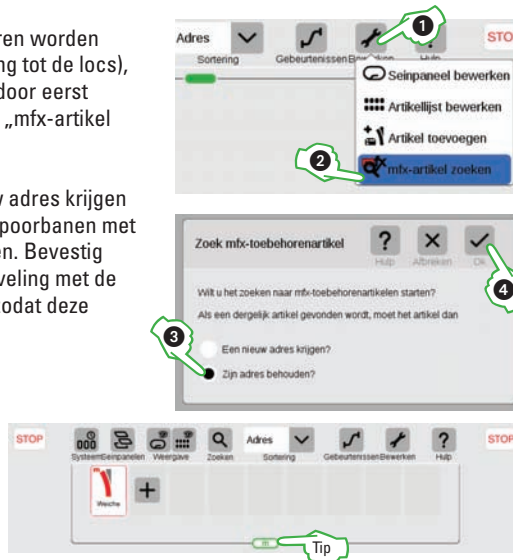 ren worden
ng tot de locs),
door eerst
„mfx-artikel
w adres krijgen
poorbanen met
en. Bevestig
veling met de
zodat deze
Adres
STO
Sortering
Gebeurtenissen
Hulp
1
Seinpaneel bewerken
Artikellijst bewerken
Artikel toevoegen
2
mfx-artikel zoeken
Zoek mfx-toebehorenartikel
?
Hulp
Afbreken
Ok
4
Wilt u het zoeken naar mfx-toebehorenartikelen starten?
Als een dergelijk artikel gevonden wordt, moet het artikel dan
3
Een nieuw adres krijgen?
Zijn adres behouden?
STOP
Adres
?
STOP
Systeem Seinpanelen Weergave Zoeken Sortering Gebeurtenissen Bewerken Hulp
m
Weiche
+
m
Tip